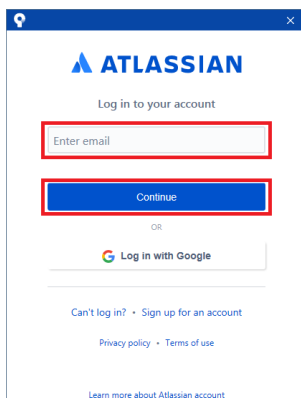 ATLASSIAN
Log in to your account
Enter email
Continue
OR
Log in with Google
Can't log in? • Sign up for an account
Privacy policy • Terms of use
Learn more about Atlassian account